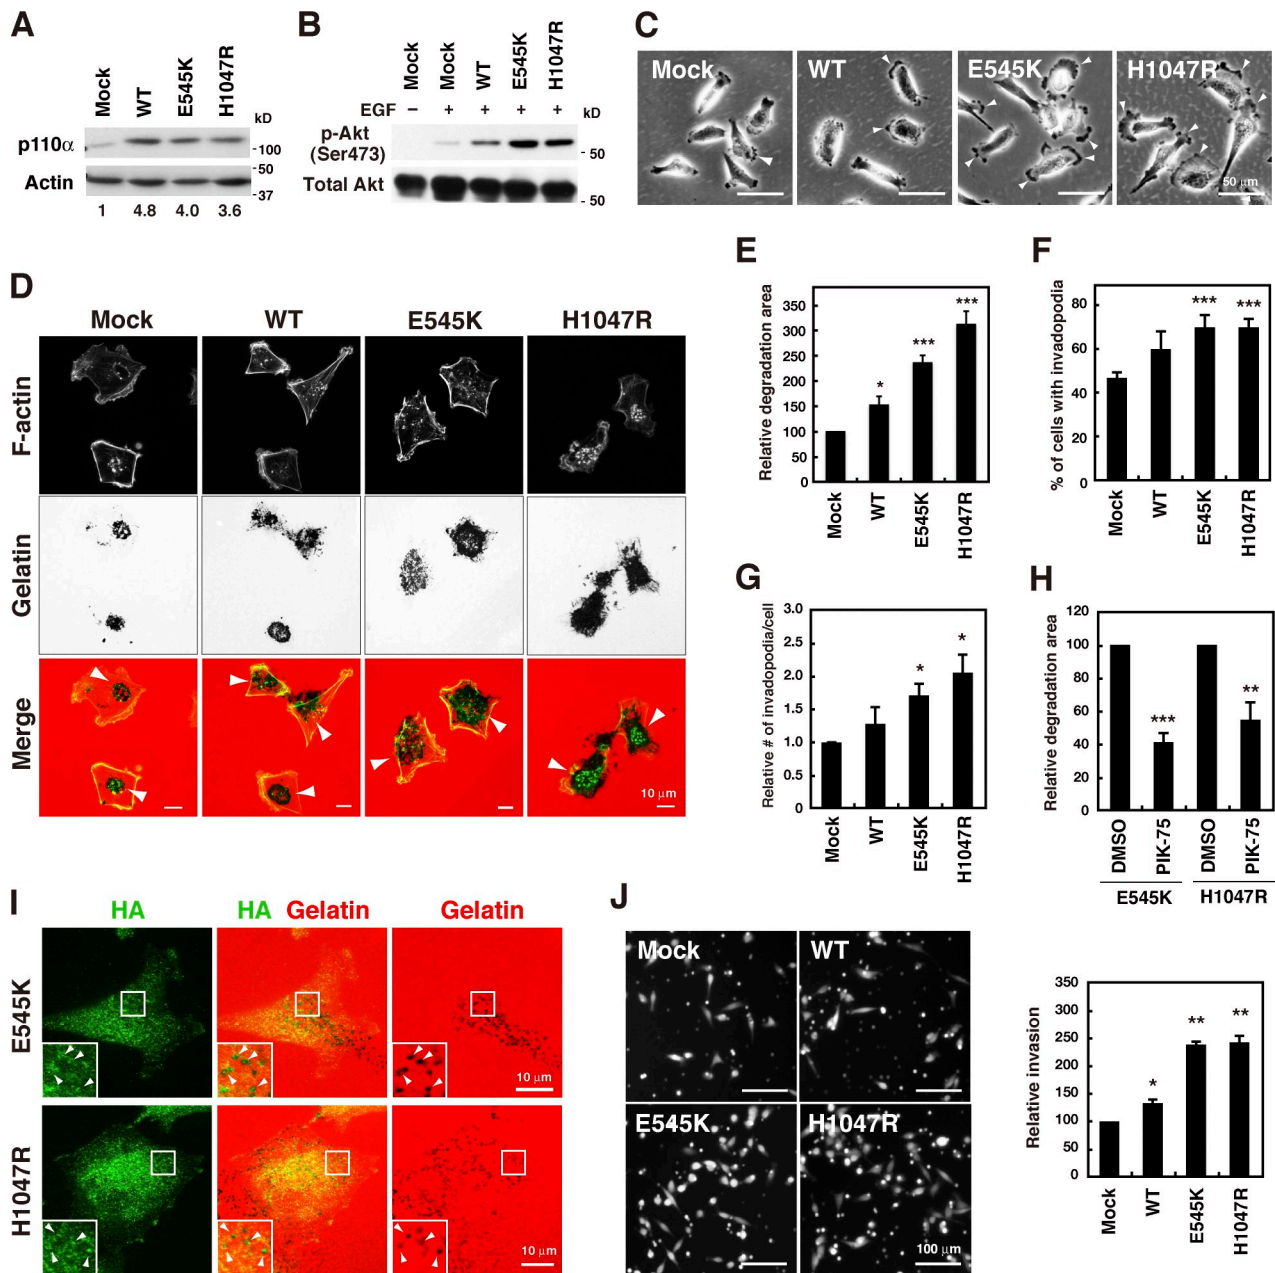 A
Mock
WT
E545K
H1047R
kD
p110α
-100
-50
Actin
-37
1 4.8 4.0 3.6
B
Mock
Mock
WT
E545K
H1047R
EGF − + + + + kD
p-Akt
(Ser473)
- 50
Total Akt
- 50
C
Mock
WT
E545K
H1047R
50 μm
D
Mock WT E545K H1047R
F-actin
Gelatin
Merge
10 μm
E
Relative degradation area
350
300
250
200
150
100
50
0
*
***
***
Mock
WT
E545K
H1047R
F
% of cells with invadopodia
80
60
40
20
0
***
***
Mock
WT
E545K
H1047R
G
Relative # of invadopodia/cell
3.0
2.5
2.0
1.5
1.0
0.5
0
*
*
Mock
WT
E545K
H1047R
H
Relative degradation area
120
100
80
60
40
20
0
***
**
DMSO
PIK-75
DMSO
PIK-75
E545K H1047R
I
HA
HA Gelatin
Gelatin
E545K
10 μm
H1047R
10 μm
J
Mock
WT
E545K
H1047R
100 μm
Relative invasion
350
300
250
200
150
100
50
0
*
**
**
Mock
WT
E545K
H1047R